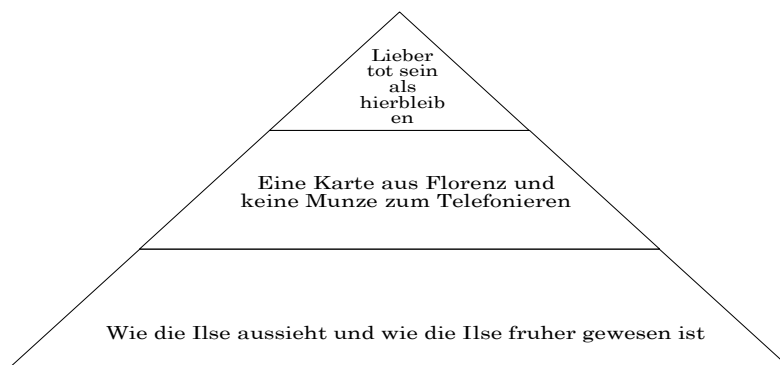 Lieber
tot sein
als
hierbleib
en
Eine Karte aus Florenz und
keine Munze zum Telefonieren
Wie die Ilse aussieht und wie die Ilse fruher gewesen ist